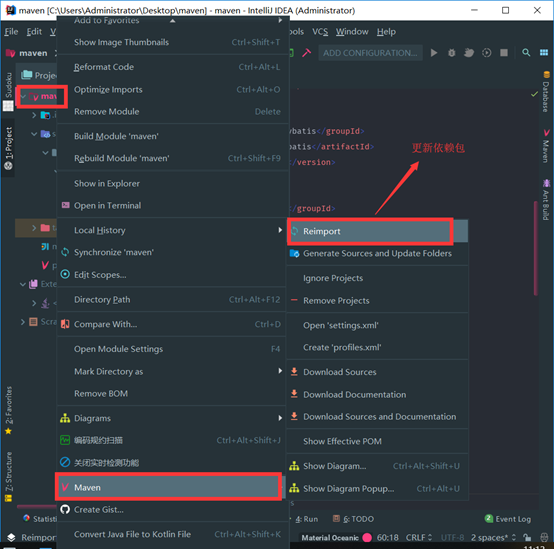 maven [C:\Users\Administrator\Desktop\maven] - maven - IntelliJ IDEA (Administrator)
File Edit
VCS Window Help
maven
ADD CONFIGURATION...
Add to Favorites
Show Image Thumbnails Ctrl+Shift+T
Reformat Code Ctrl+Alt+L
Optimize Imports Ctrl+Alt+O
Remove Module Delete
Build Module 'maven'
Rebuild Module 'maven' Ctrl+Shift+F9
Show in Explorer
Open in Terminal
Local History
Synchronize 'maven'
Edit Scopes...
Directory Path Ctrl+Alt+F12
Compare With... Ctrl+D
Open Module Settings F4
Mark Directory as
Remove BOM
Diagrams
编码规约扫描 Ctrl+Alt+Shift+J
关闭实时检测功能
Maven
Create Gist...
Convert Java File to Kotlin File Ctrl+Alt+Shift+K
Reimport
Generate Sources and Update Folders
Ignore Projects
Remove Projects
Open 'settings.xml'
Create 'profiles.xml'
Download Sources
Download Documentation
Download Sources and Documentation
Show Effective POM
Show Diagram... Ctrl+Alt+Shift+U
Show Diagram Popup... Ctrl+Alt+U
更新依赖包
</groupId>
</artifactId>
</version>
</groupId>
Sudoku
1: Project
2: Favorites
7: Structure
Database
Maven
Ant Build
4: Run 6: TODO Event Log
Material Oceanic 60:18 CRLF UTF-8 2 spaces*